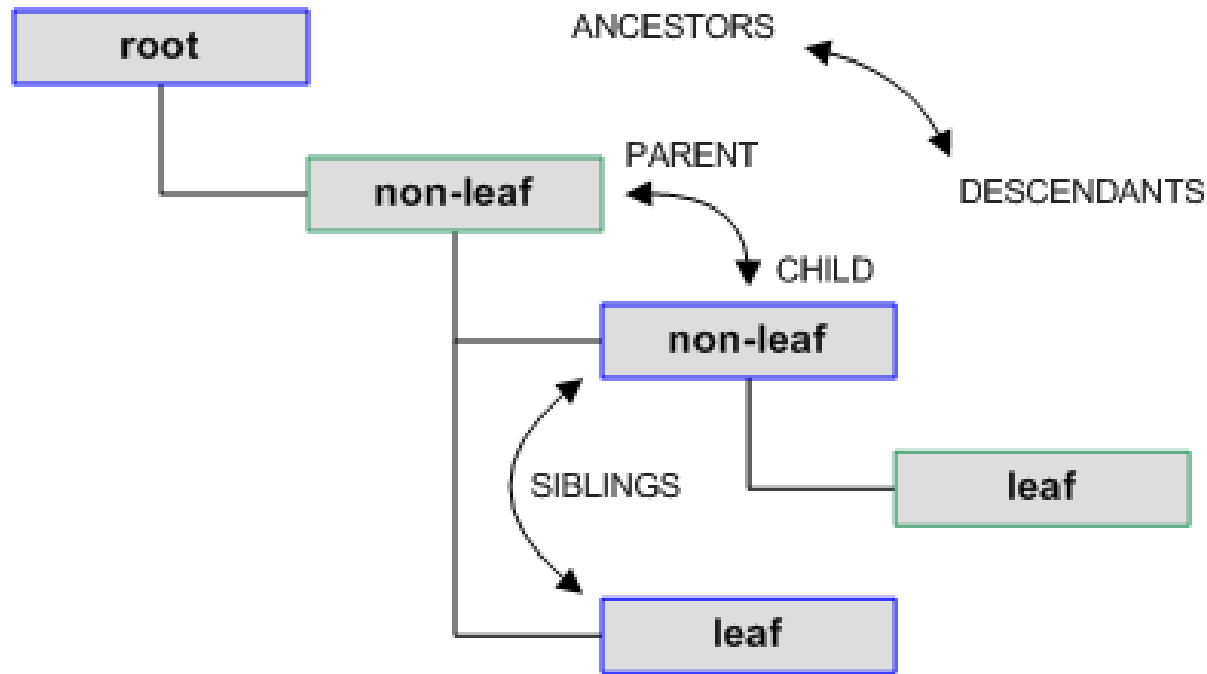 root
ANCESTORS
PARENT
non-leaf
DESCENDANTS
CHILD
non-leaf
SIBLINGS
leaf
leaf